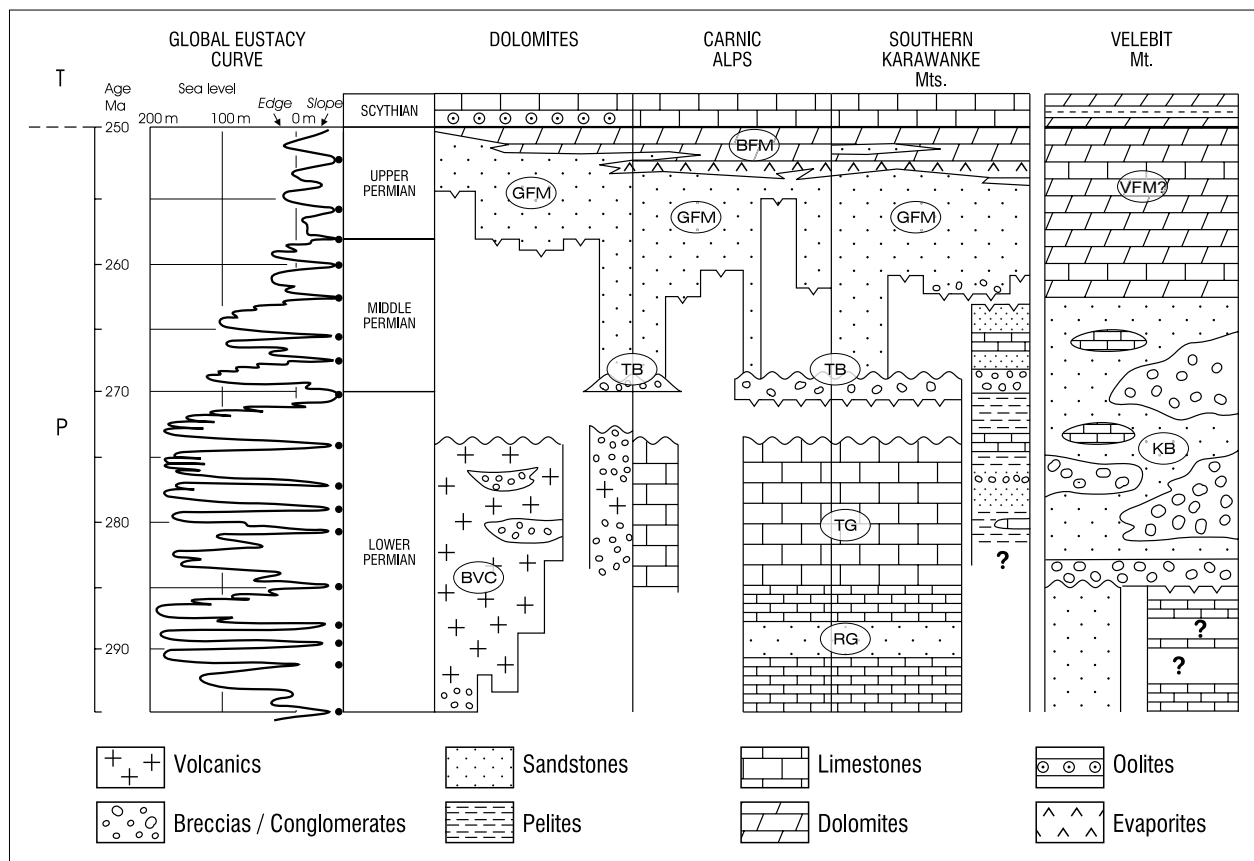 GLOBAL EUSTACY
CURVE
DOLOMITES
CARNIC
ALPS
SOUTHERN
KARAWANKE
Mts.
VELEBIT
Mt.
T
Age
Ma
Sea level
Edge
Slope
200 m
100 m
0 m
SCYTHIAN
250
UPPER
PERMIAN
BFM
GFM
GFM
GFM
VFM?
260
MIDDLE
PERMIAN
TB
TB
270
P
KB
280
LOWER
PERMIAN
TG
BVC
?
290
RG
?
?
Volcanics
Sandstones
Limestones
Oolites
Breccias / Conglomerates
Pelites
Dolomites
Evaporites